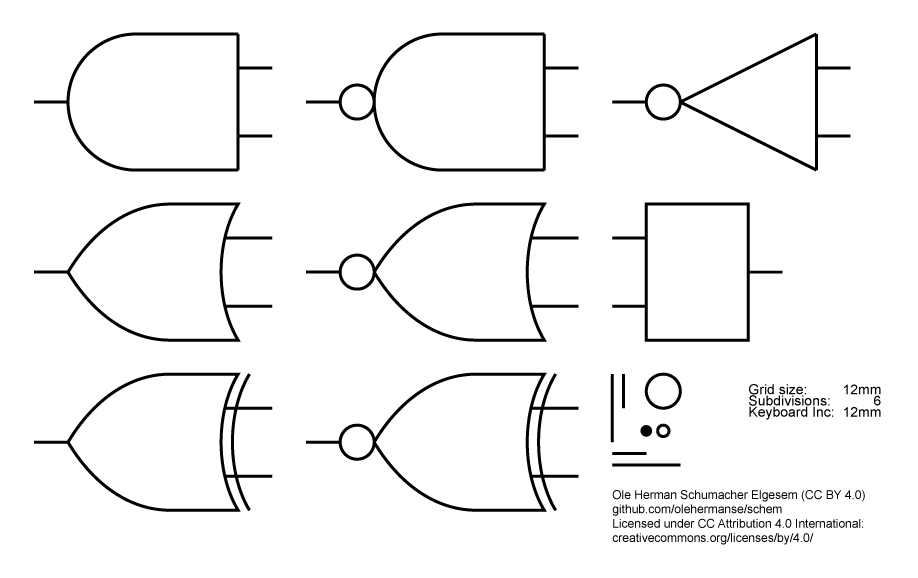 Grid size: 12mm
Subdivisions: 6
Keyboard Inc: 12mm
Ole Herman Schumacher Elgesem (CC BY 4.0)
github.com/olehermanse/schem
Licensed under CC Attribution 4.0 International:
creativecommons.org/licenses/by/4.0/